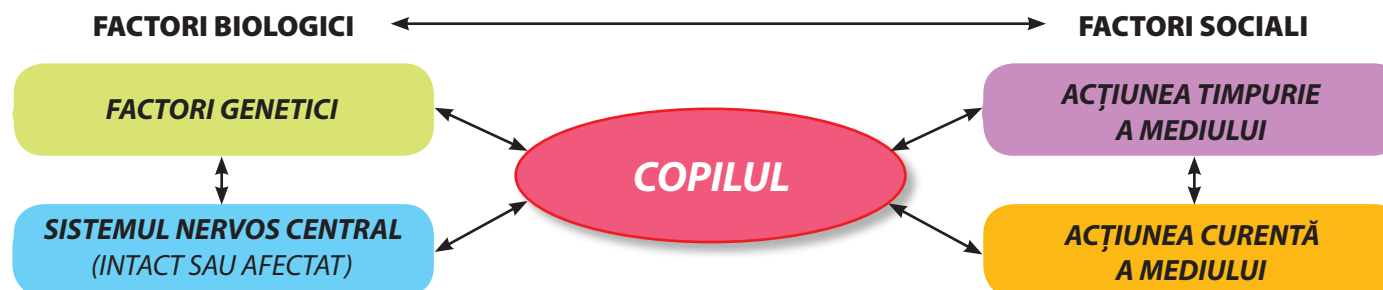 FACTORI BIOLOGICI
FACTORI SOCIALI
FACTORI GENETICI
ACȚIUNEA TIMPURIE
A MEDIULUI
COPILUL
SISTEMUL NERVOS CENTRAL
(INTACT SAU AFECTAT)
ACȚIUNEA CURENTĂ
A MEDIULUI